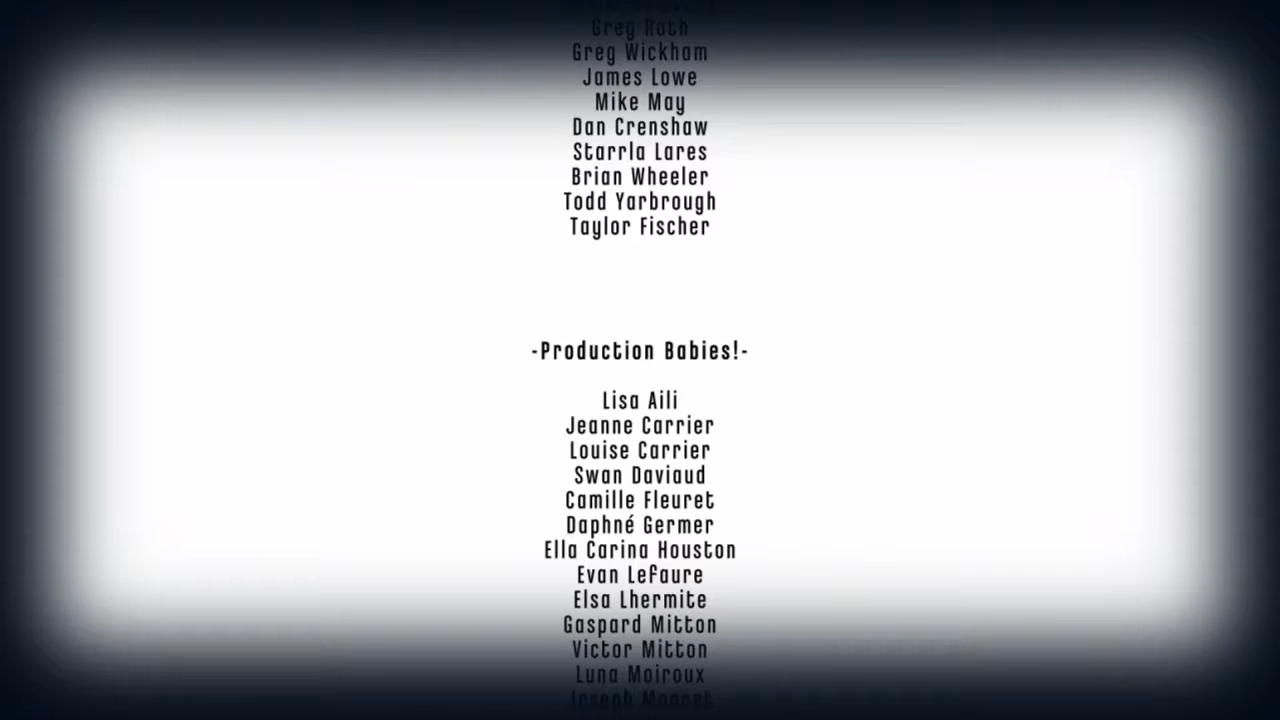 Greg Roth
Greg Wickham
James Lowe
Mike May
Dan Crenshaw
Starrla Lares
Brian Wheeler
Todd Yarbrough
Taylor Fischer
-Production Babies!-
Lisa Aili
Jeanne Carrier
Louise Carrier
Swan Daviaud
Camille Fleuret
Daphné Germer
Ella Carina Houston
Evan LeFaure
Elsa Lhermite
Gaspard Mitton
Victor Mitton
Luna Moiroux
Joseph